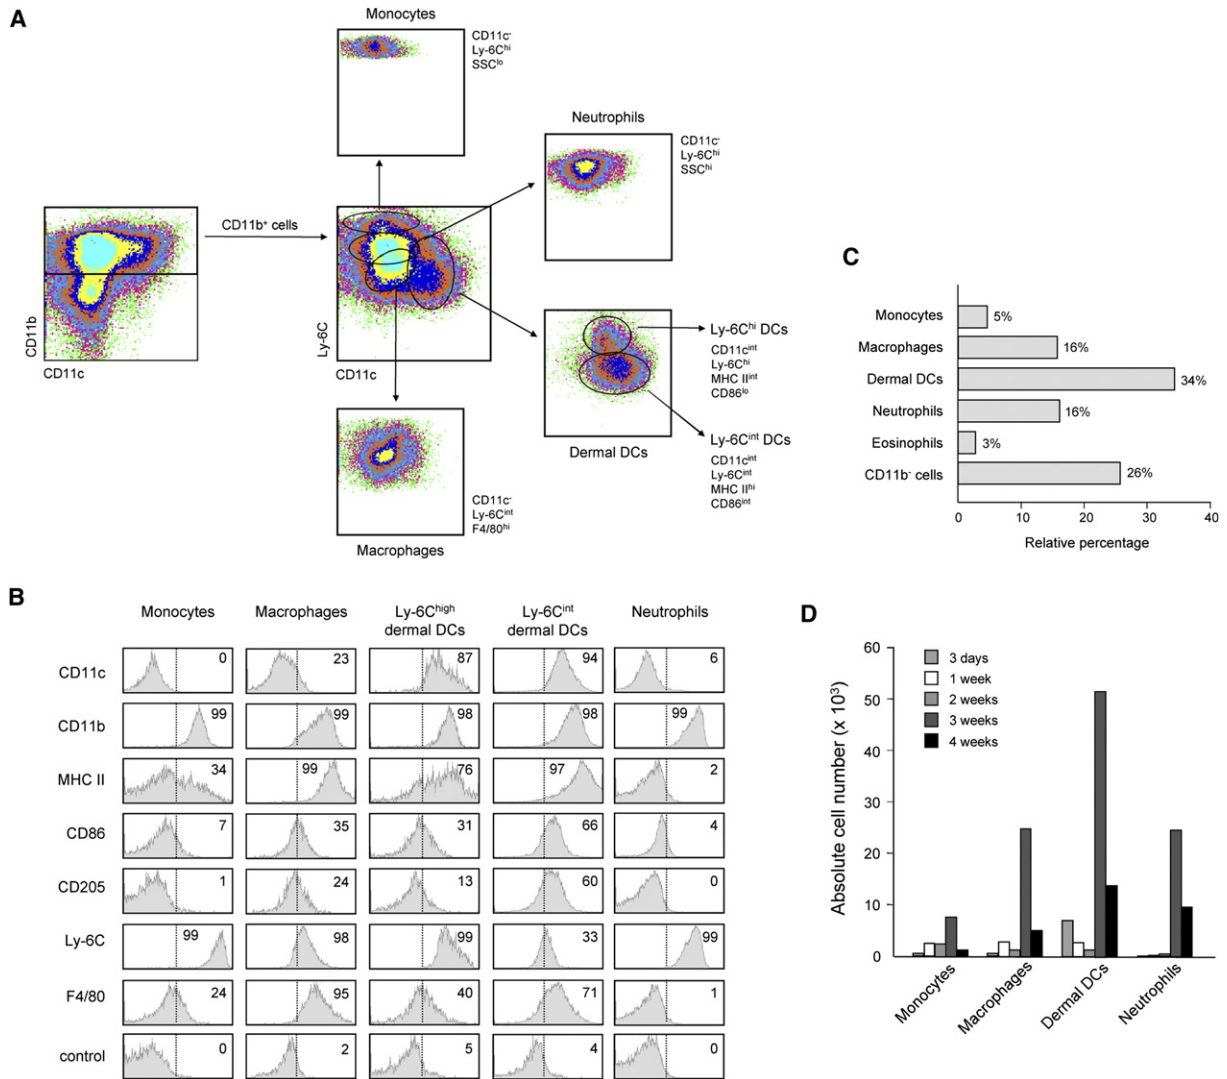 A
Monocytes
CD11c⁻
Ly-6Cʰⁱ
SSCˡᵒ
Neutrophils
CD11c⁻
Ly-6Cʰⁱ
SSCʰⁱ
CD11b⁺ cells
CD11b
CD11c
Ly-6C
CD11c
Ly-6Cʰⁱ DCs
CD11cⁱⁿᵗ
Ly-6Cʰⁱ
MHC IIⁱⁿᵗ
CD86ˡᵒ
Ly-6Cⁱⁿᵗ DCs
CD11cⁱⁿᵗ
Ly-6Cⁱⁿᵗ
MHC IIʰⁱ
CD86ⁱⁿᵗ
Dermal DCs
CD11c⁻
Ly-6Cⁱⁿᵗ
F4/80ʰⁱ
Macrophages
C
Monocytes 5%
Macrophages 16%
Dermal DCs 34%
Neutrophils 16%
Eosinophils 3%
CD11b⁻ cells 26%
0 10 20 30 40
Relative percentage
B
Monocytes Macrophages Ly-6Cʰⁱᵍʰ Ly-6Cⁱⁿᵗ Neutrophils
dermal DCs dermal DCs
CD11c 0 23 87 94 6
CD11b 99 99 98 98 99
MHC II 34 99 76 97 2
CD86 7 35 31 66 4
CD205 1 24 13 60 0
Ly-6C 99 98 99 33 99
F4/80 24 95 40 71 1
control 0 2 5 4 0
D
Absolute cell number (x 10³)
60
50
40
30
20
10
0
3 days
1 week
2 weeks
3 weeks
4 weeks
Monocytes
Macrophages
Dermal DCs
Neutrophils